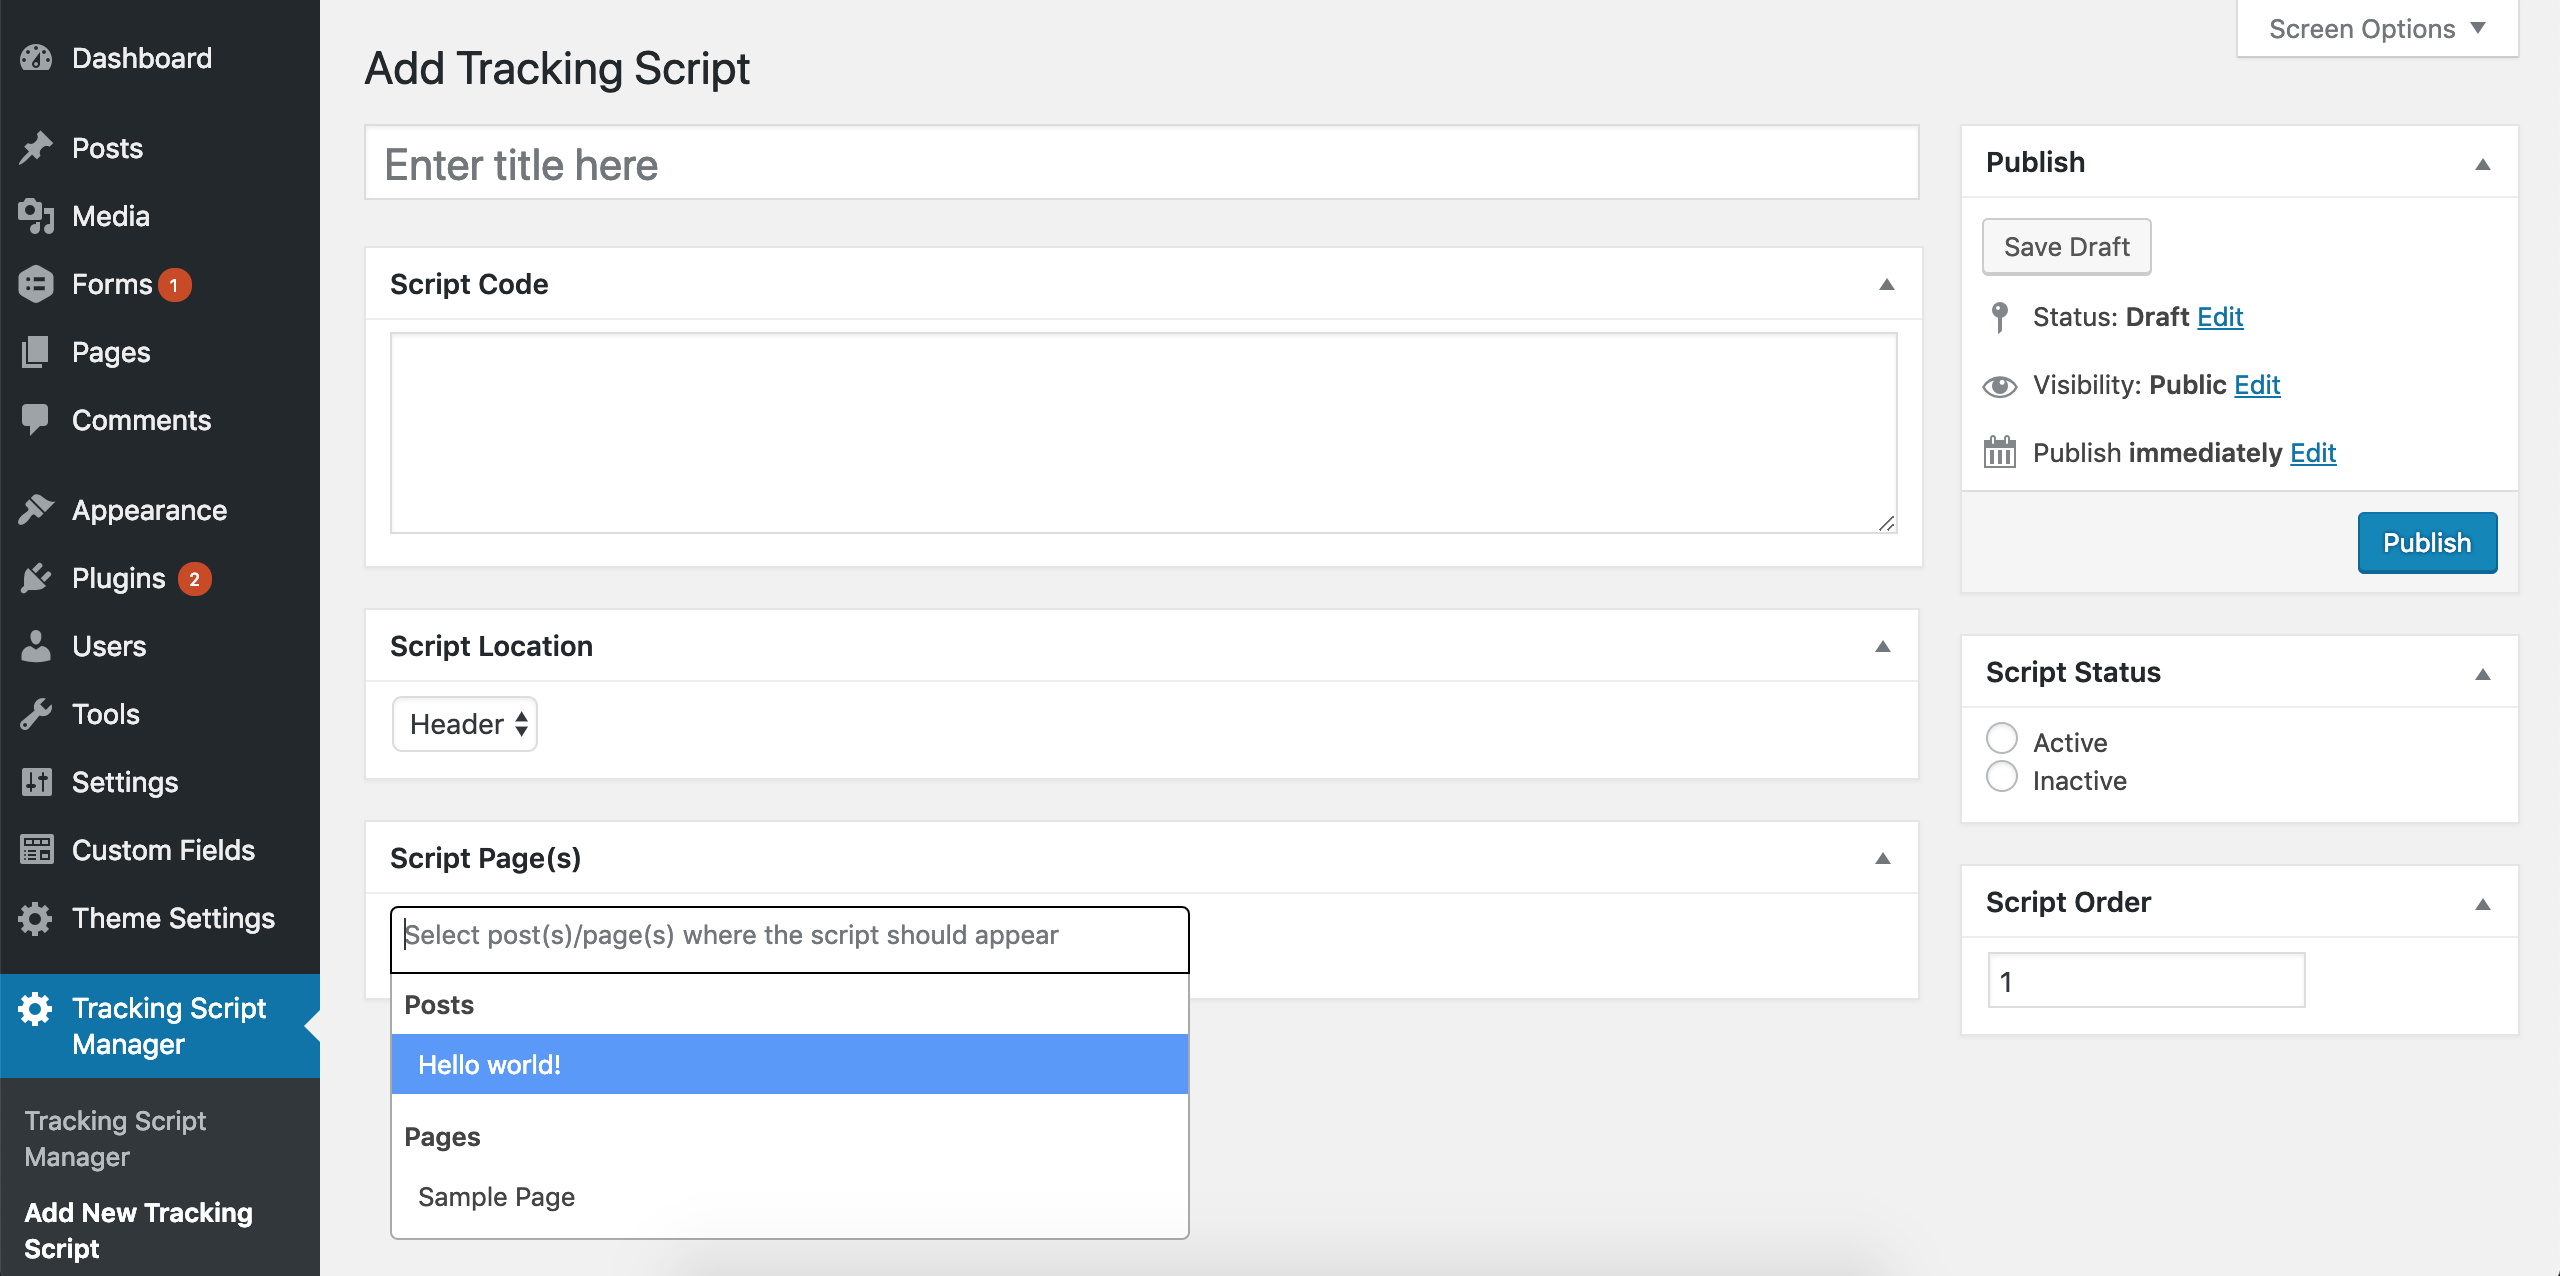 Dashboard
Posts
Media
Forms 1
Pages
Comments
Appearance
Plugins 2
Users
Tools
Settings
Custom Fields
Theme Settings
Tracking Script
Manager
Tracking Script
Manager
Add New Tracking
Script
Screen Options
Add Tracking Script
Enter title here
Script Code
Script Location
Header
Script Page(s)
Select post(s)/page(s) where the script should appear
Posts
Hello world!
Pages
Sample Page
Publish
Save Draft
Status: Draft Edit
Visibility: Public Edit
Publish immediately Edit
Publish
Script Status
Active
Inactive
Script Order
1